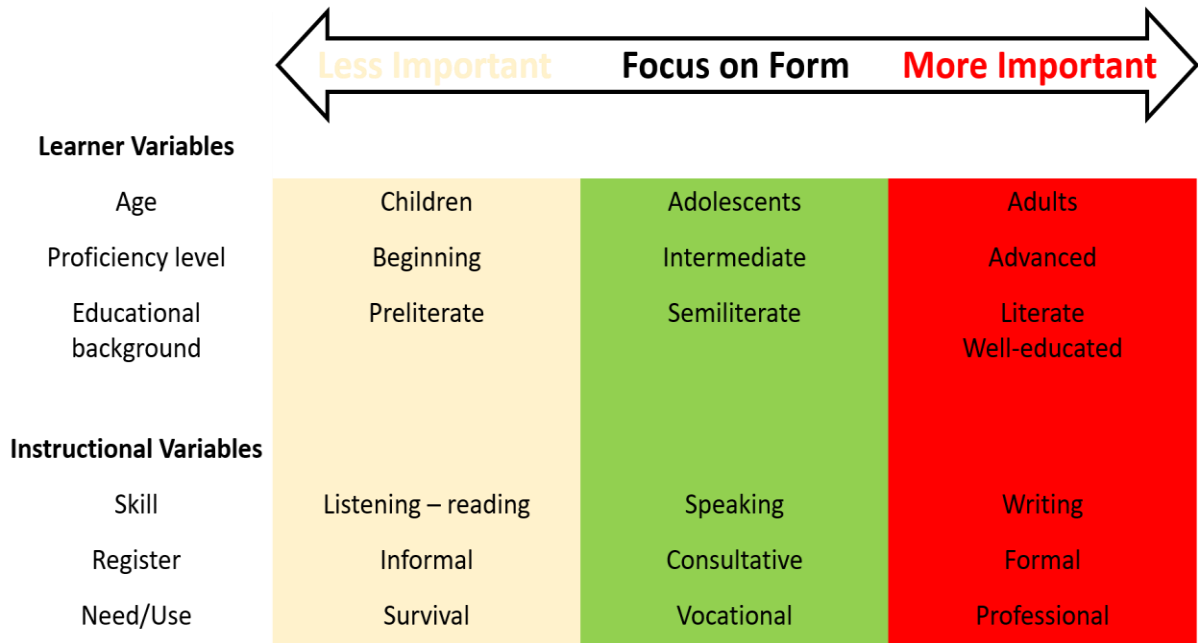 Less Important Focus on Form More Important
Learner Variables
Age Children Adolescents Adults
Proficiency level Beginning Intermediate Advanced
Educational background Preliterate Semiliterate Literate
Well-educated
Instructional Variables
Skill Listening – reading Speaking Writing
Register Informal Consultative Formal
Need/Use Survival Vocational Professional